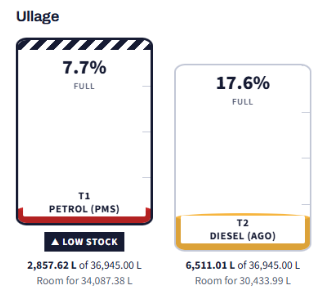 Ullage
7.7%
FULL
T1
PETROL (PMS)
▲ LOW STOCK
2,857.62 L of 36,945.00 L
Room for 34,087.38 L
17.6%
FULL
T2
DIESEL (AGO)
6,511.01 L of 36,945.00 L
Room for 30,433.99 L